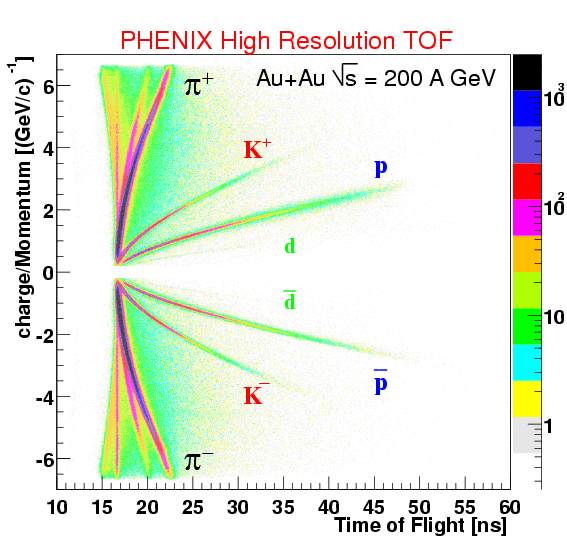 PHENIX High Resolution TOF
Au+Au √s = 200 A GeV
charge/Momentum [(GeV/c)⁻¹]
6
4
2
0
-2
-4
-6
π⁺
K⁺
p
d
d̅
p̅
K⁻
π⁻
10³
10²
10
1
10 15 20 25 30 35 40 45 50 55 60
Time of Flight [ns]